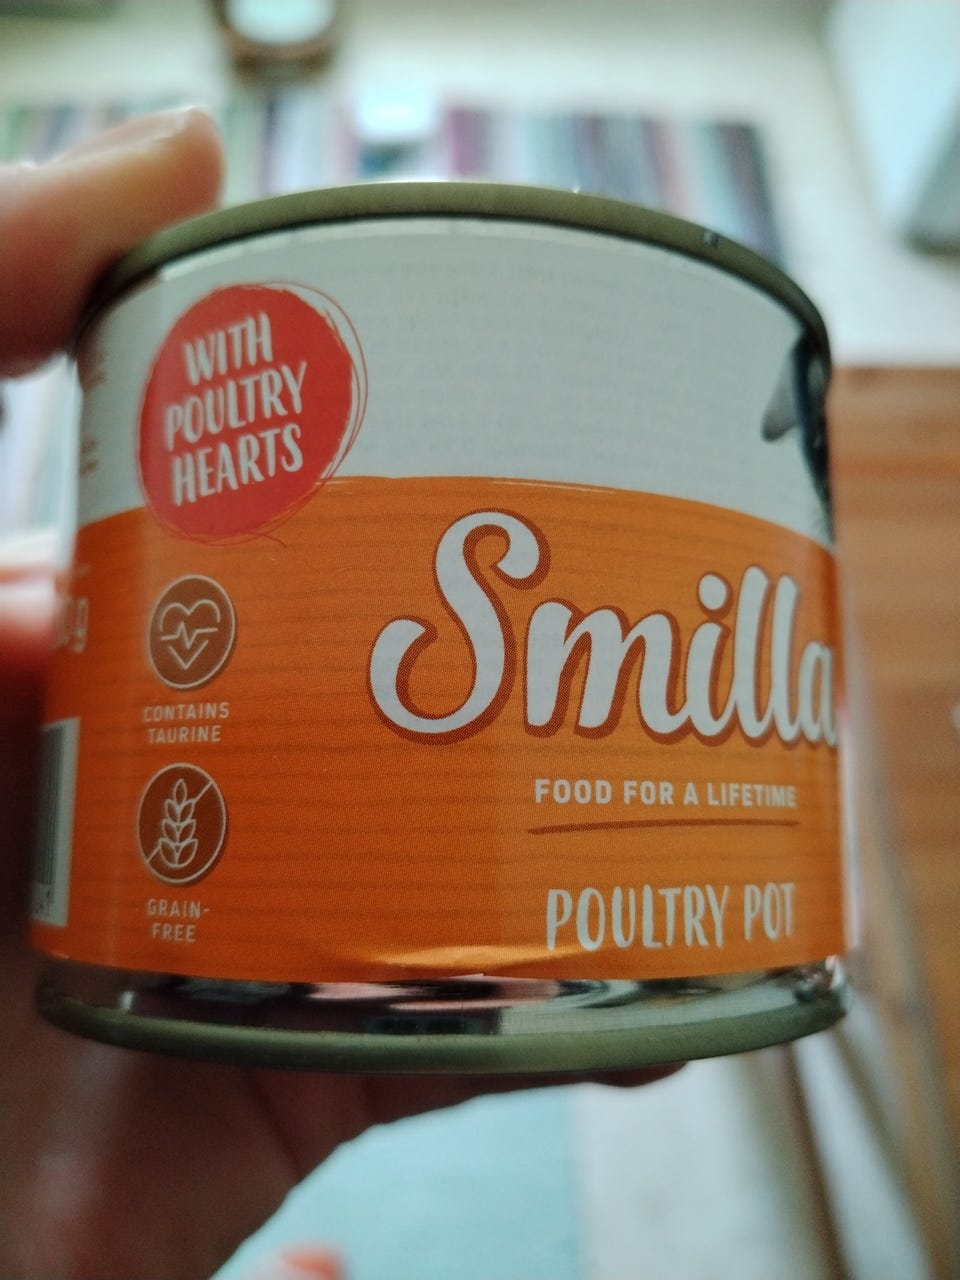 WITH
POULTRY
HEARTS
Smilla
FOOD FOR A LIFETIME
POULTRY POT
CONTAINS
TAURINE
GRAIN-
FREE